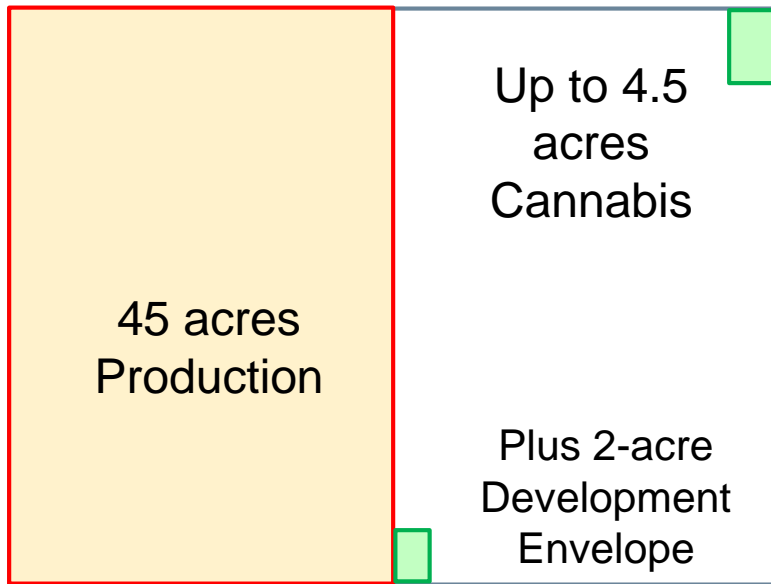 Up to 4.5
acres
Cannabis
45 acres
Production
Plus 2-acre
Development
Envelope